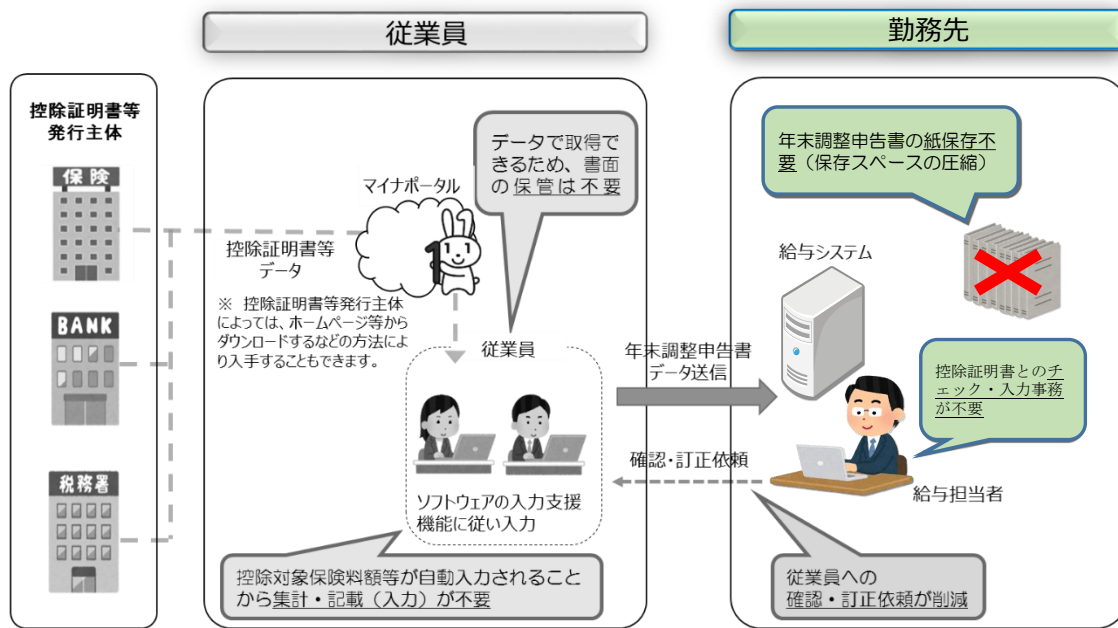 従業員
勤務先
控除証明書等
発行主体
保険
BANK
税務署
データで取得で
きるため、書面
の保管は不要
マイナポータル
控除証明書等
データ
※ 控除証明書等発行主体
によっては、ホームページ等から
ダウンロードするなどの方法によ
り入手することもできます。
従業員
ソフトウェアの入力支援
機能に従い入力
控除対象保険料額等が自動入力されること
から集計・記載（入力）が不要
年末調整申告書
データ送信
確認・訂正依頼
年末調整申告書の紙保存不
要（保存スペースの圧縮）
給与システム
控除証明書とのチ
ェック・入力事務
が不要
給与担当者
従業員への
確認・訂正依頼が削減